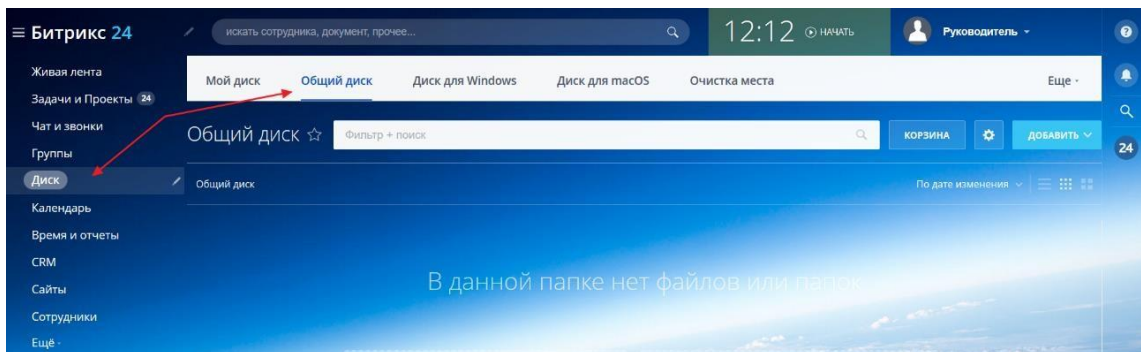 Битрикс 24
искать сотрудника, документ, прочее...
12:12 НАЧАТЬ
Руководитель
Живая лента
Задачи и Проекты 24
Чат и звонки
Группы
Диск
Календарь
Время и отчеты
CRM
Сайты
Сотрудники
Ещё
Мой диск Общий диск Диск для Windows Диск для macOS Очистка места Еще
Общий диск Фильтр + поиск КОРЗИНА ДОБАВИТЬ
Общий диск По дате изменения
В данной папке нет файлов или папок
24